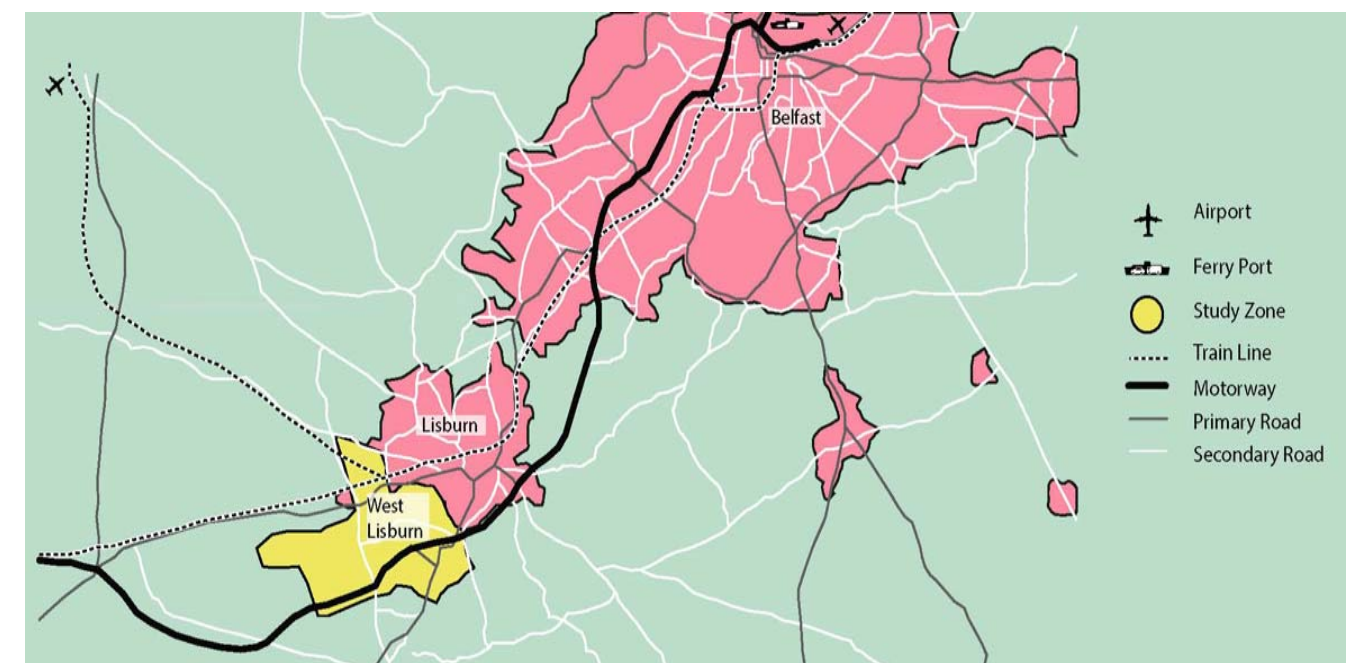 Belfast
Airport
Ferry Port
Study Zone
Train Line
Motorway
Primary Road
Secondary Road
Lisburn
West
Lisburn